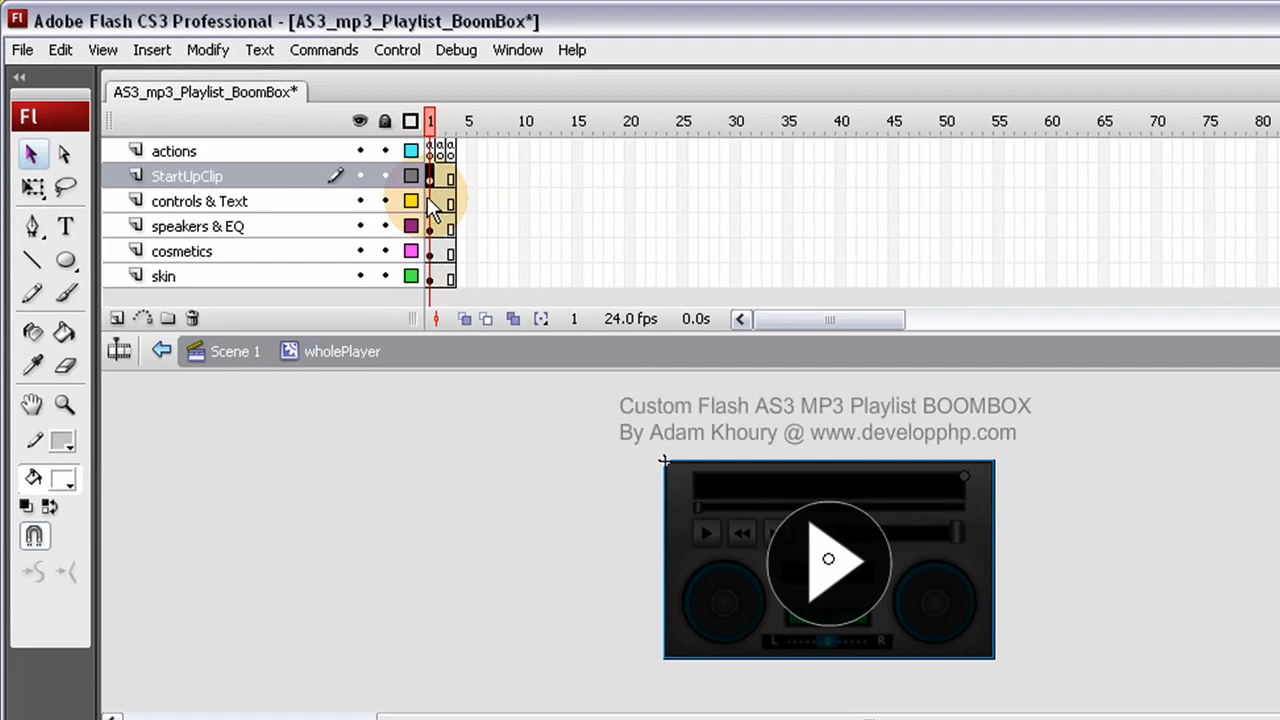 Fl Adobe Flash CS3 Professional - [AS3_mp3_Playlist_BoomBox*]
File Edit View Insert Modify Text Commands Control Debug Window Help
AS3_mp3_Playlist_BoomBox*
Fl
1 5 10 15 20 25 30 35 40 45 50 55 60 65 70 75 80
actions
StartUpClip
controls & Text
speakers & EQ
cosmetics
skin
1 24.0 fps 0.0s
Scene 1 wholePlayer
Custom Flash AS3 MP3 Playlist BOOMBOX
By Adam Khoury @ www.developphp.com
L R